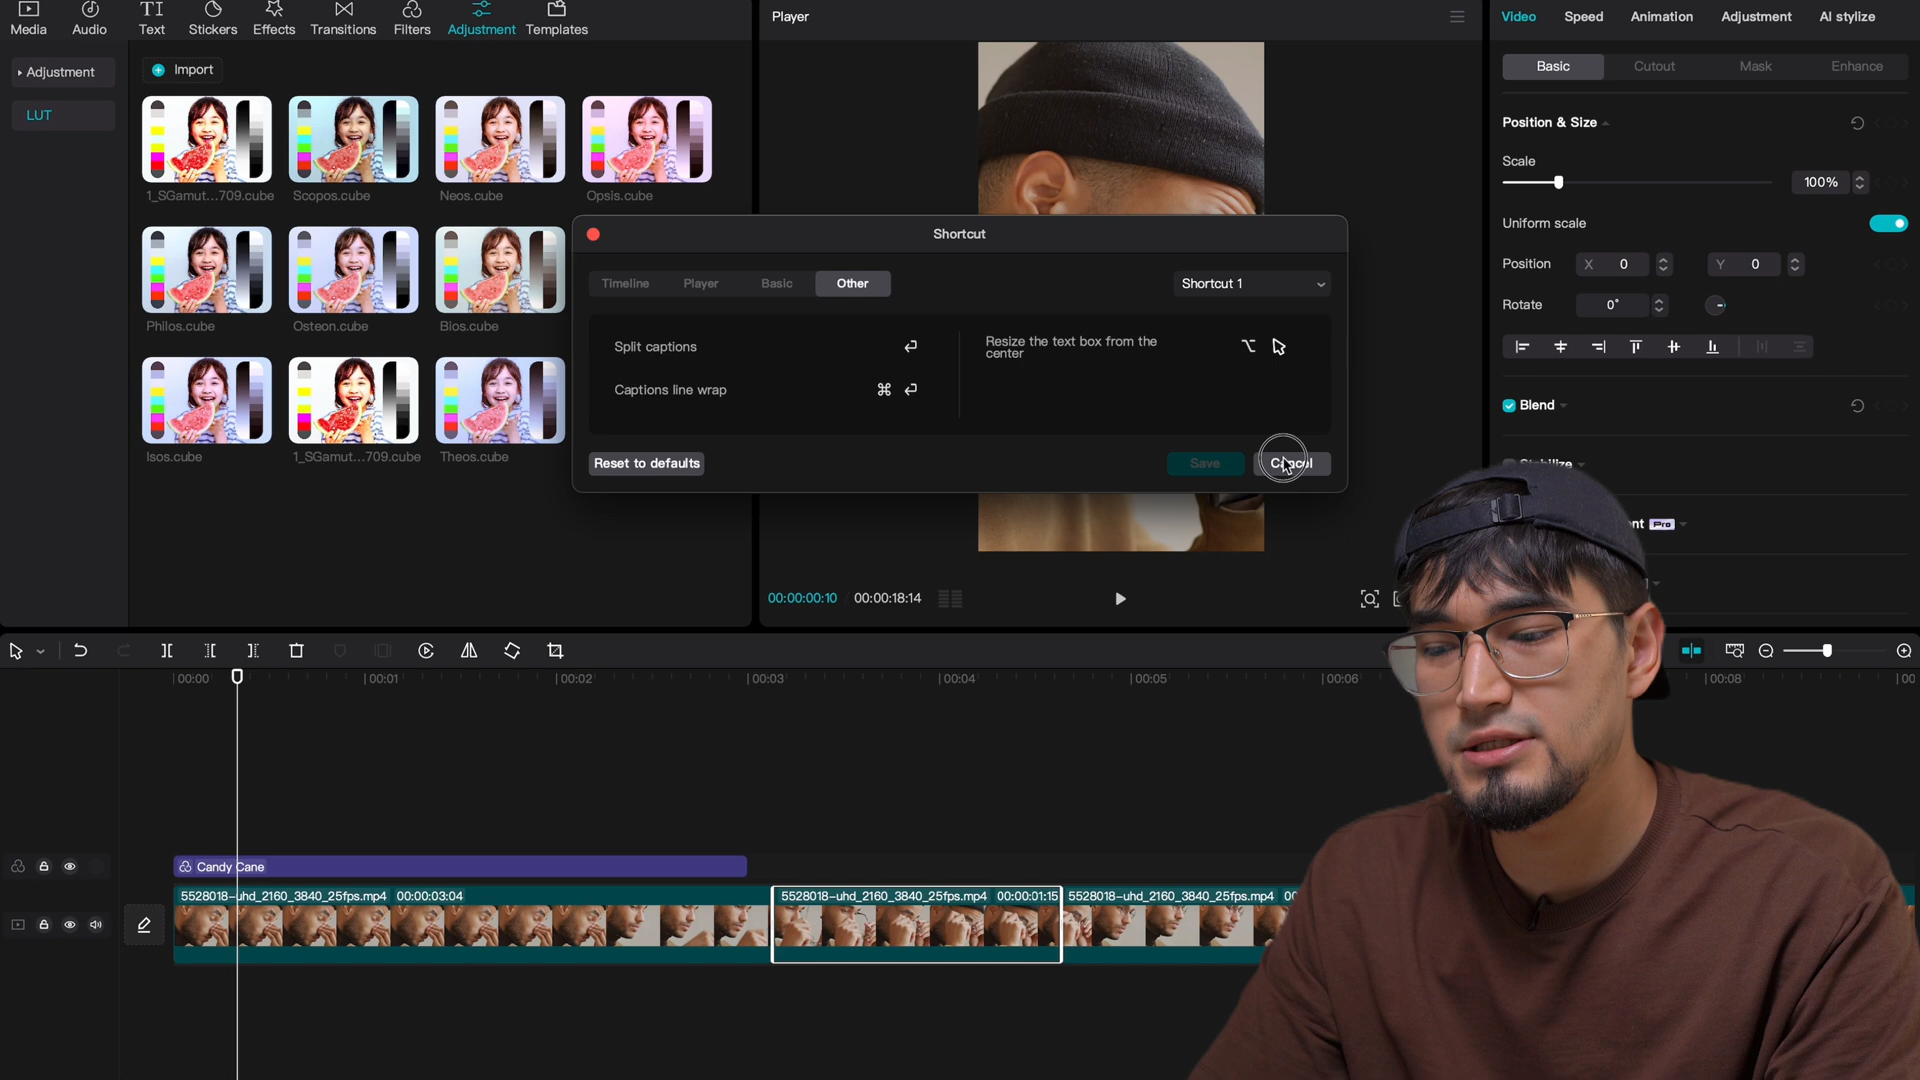 Media
Audio
Text
Stickers
Effects
Transitions
Filters
Adjustment
Templates
Player
Video
Speed
Animation
Adjustment
AI stylize
Adjustment
LUT
Import
1_SGamut...709.cube
Scopos.cube
Neos.cube
Opsis.cube
Philos.cube
Osteon.cube
Bios.cube
Isos.cube
1_SGamut...709.cube
Theos.cube
Basic
Cutout
Mask
Enhance
Position & Size
Scale
100%
Uniform scale
Position
X 0
Y 0
Rotate
0°
Blend
Stabilize
Pro
Shortcut
Timeline
Player
Basic
Other
Shortcut 1
Split captions
Captions line wrap
⌘
Resize the text box from the
center
⌥
Reset to defaults
Save
Cancel
00:00:00:10
00:00:18:14
00:00
00:01
00:02
00:03
00:04
00:05
00:06
00:08
00
Candy Cane
5528018-uhd_2160_3840_25fps.mp4 00:00:03:04
5528018-uhd_2160_3840_25fps.mp4 00:00:01:15
5528018-uhd_2160_3840_25fps.mp4